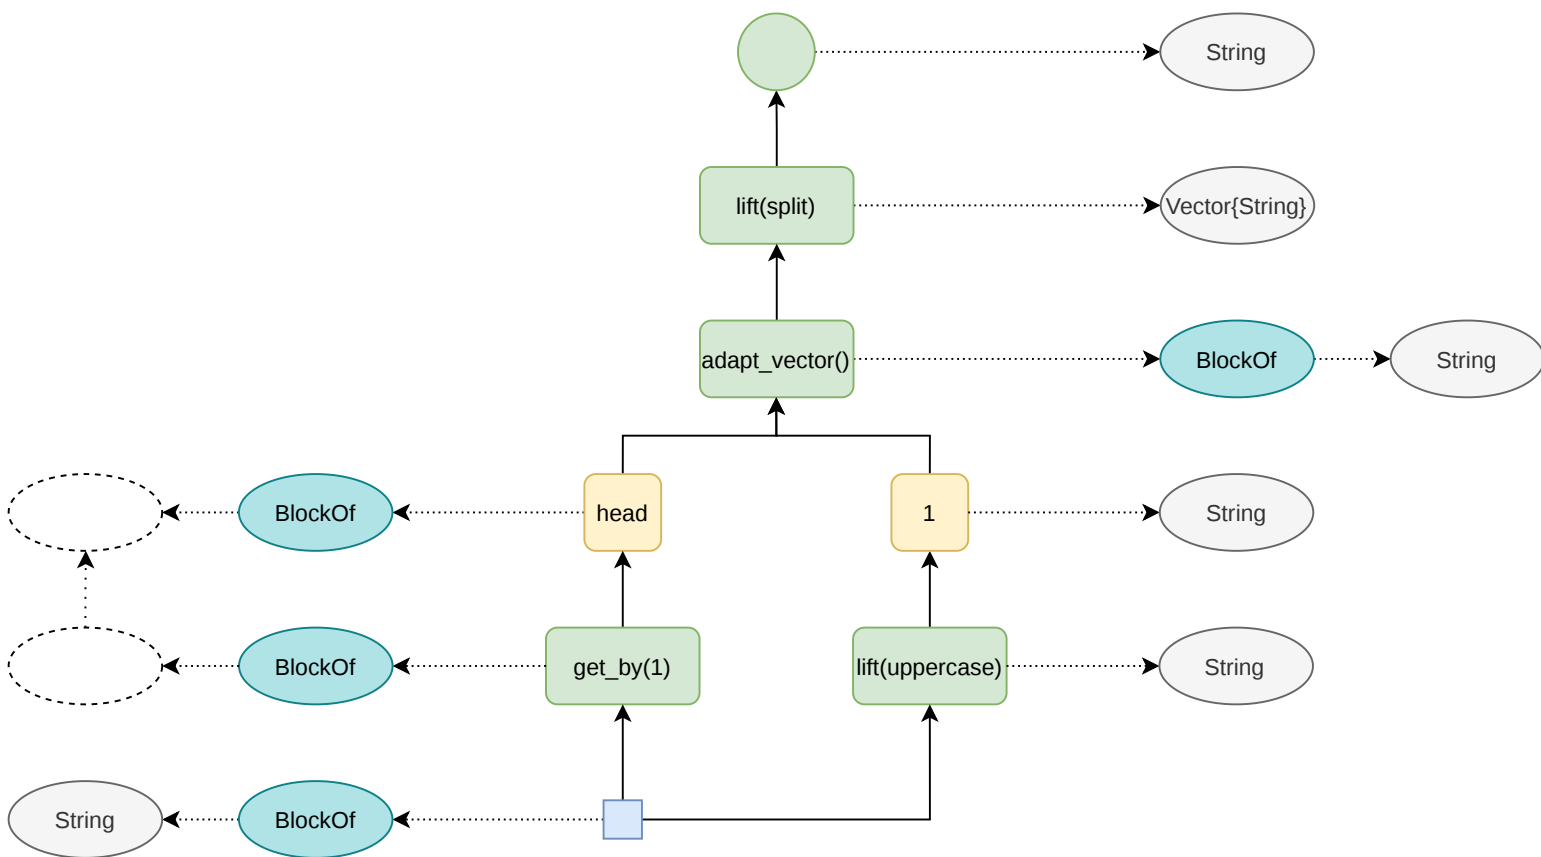 String
lift(split)
Vector{String}
adapt_vector()
BlockOf
String
BlockOf
head
1
String
BlockOf
get_by(1)
lift(uppercase)
String
String
BlockOf